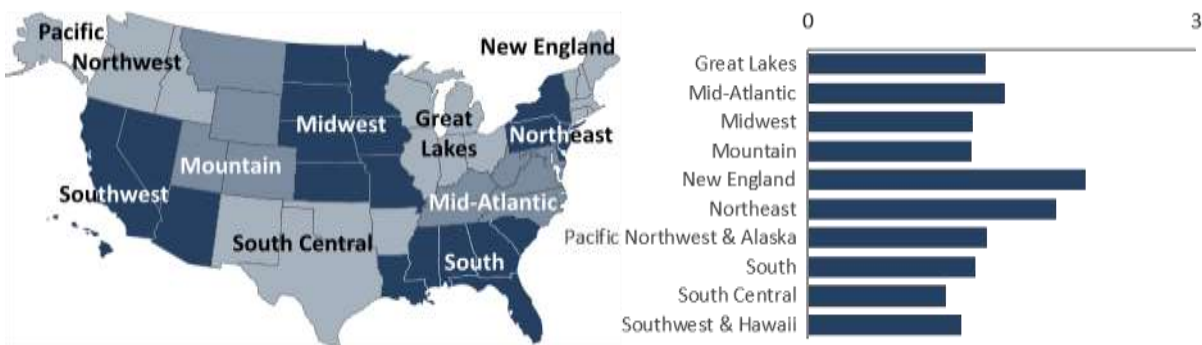 Pacific
Northwest
New England
Midwest
Great
Lakes
Northeast
Mountain
Southwest
Mid-Atlantic
South Central
South
0 3
Great Lakes
Mid-Atlantic
Midwest
Mountain
New England
Northeast
Pacific Northwest & Alaska
South
South Central
Southwest & Hawaii